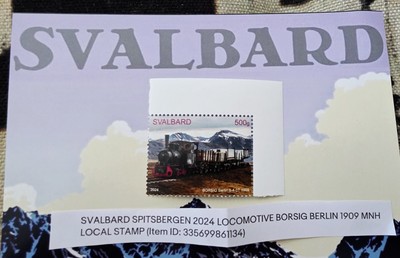 SVALBARD
SVALBARD 500g
2024
SVALBARD SPITSBERGEN 2024 LOCOMOTIVE BORSIG BERLIN 1909 MNH
LOCAL STAMP (Item ID: 335699861134)